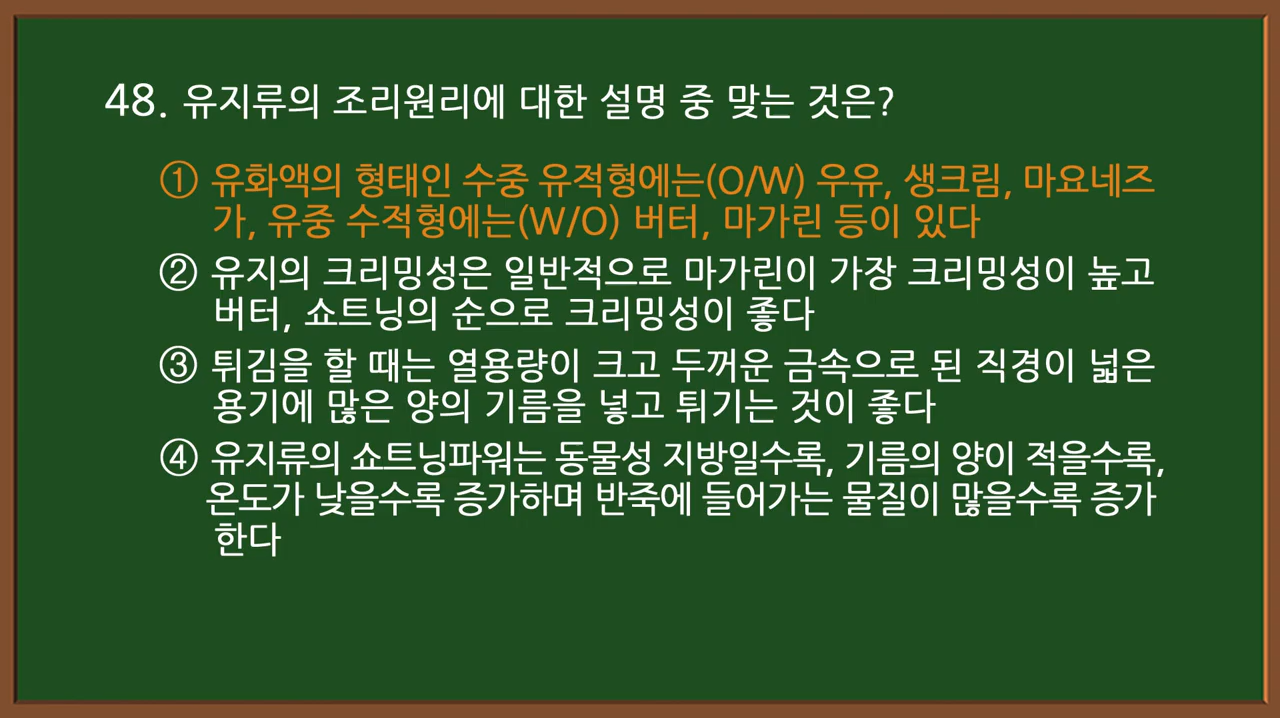 48. 유지류의 조리원리에 대한 설명 중 맞는 것은?
① 유화액의 형태인 수중 유적형에는(O/W) 우유, 생크림, 마요네즈
가, 유중 수적형에는(W/O) 버터, 마가린 등이 있다
② 유지의 크리밍성은 일반적으로 마가린이 가장 크리밍성이 높고
버터, 쇼트닝의 순으로 크리밍성이 좋다
③ 튀김을 할 때는 열용량이 크고 두꺼운 금속으로 된 직경이 넓은
용기에 많은 양의 기름을 넣고 튀기는 것이 좋다
④ 유지류의 쇼트닝파워는 동물성 지방일수록, 기름의 양이 적을수록,
온도가 낮을수록 증가하며 반죽에 들어가는 물질이 많을수록 증가
한다